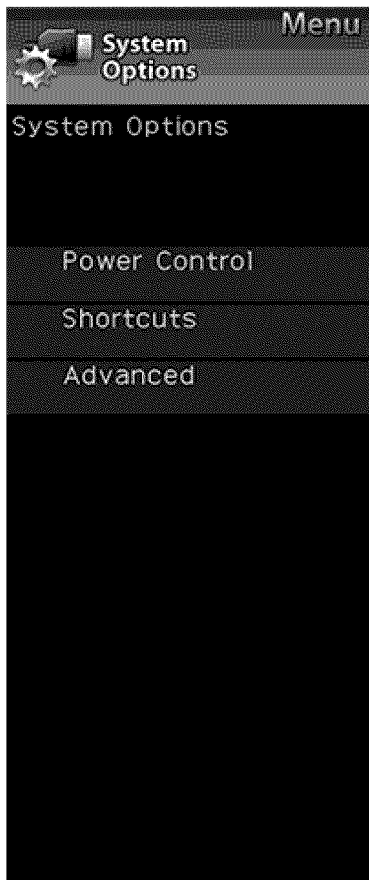 Menu
System
Options
System Options
Power Control
Shortcuts
Advanced